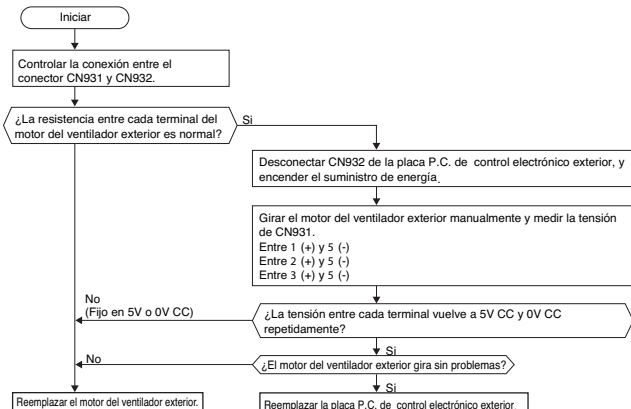 Iniciar
Controlar la conexión entre el
conector CN931 y CN932.
¿La resistencia entre cada terminal del
motor del ventilador exterior es normal?
Si
Desconectar CN932 de la placa P.C. de control electrónico exterior, y
encender el suministro de energía.
Girar el motor del ventilador exterior manualmente y medir la tensión
de CN931.
Entre 1 (+) y 5 (-)
Entre 2 (+) y 5 (-)
Entre 3 (+) y 5 (-)
No
(Fijo en 5V o 0V CC)
¿La tensión entre cada terminal vuelve a 5V CC y 0V CC
repetidamente?
Si
No
¿El motor del ventilador exterior gira sin problemas?
Si
Reemplazar el motor del ventilador exterior.
Reemplazar la placa P.C. de control electrónico exterior.